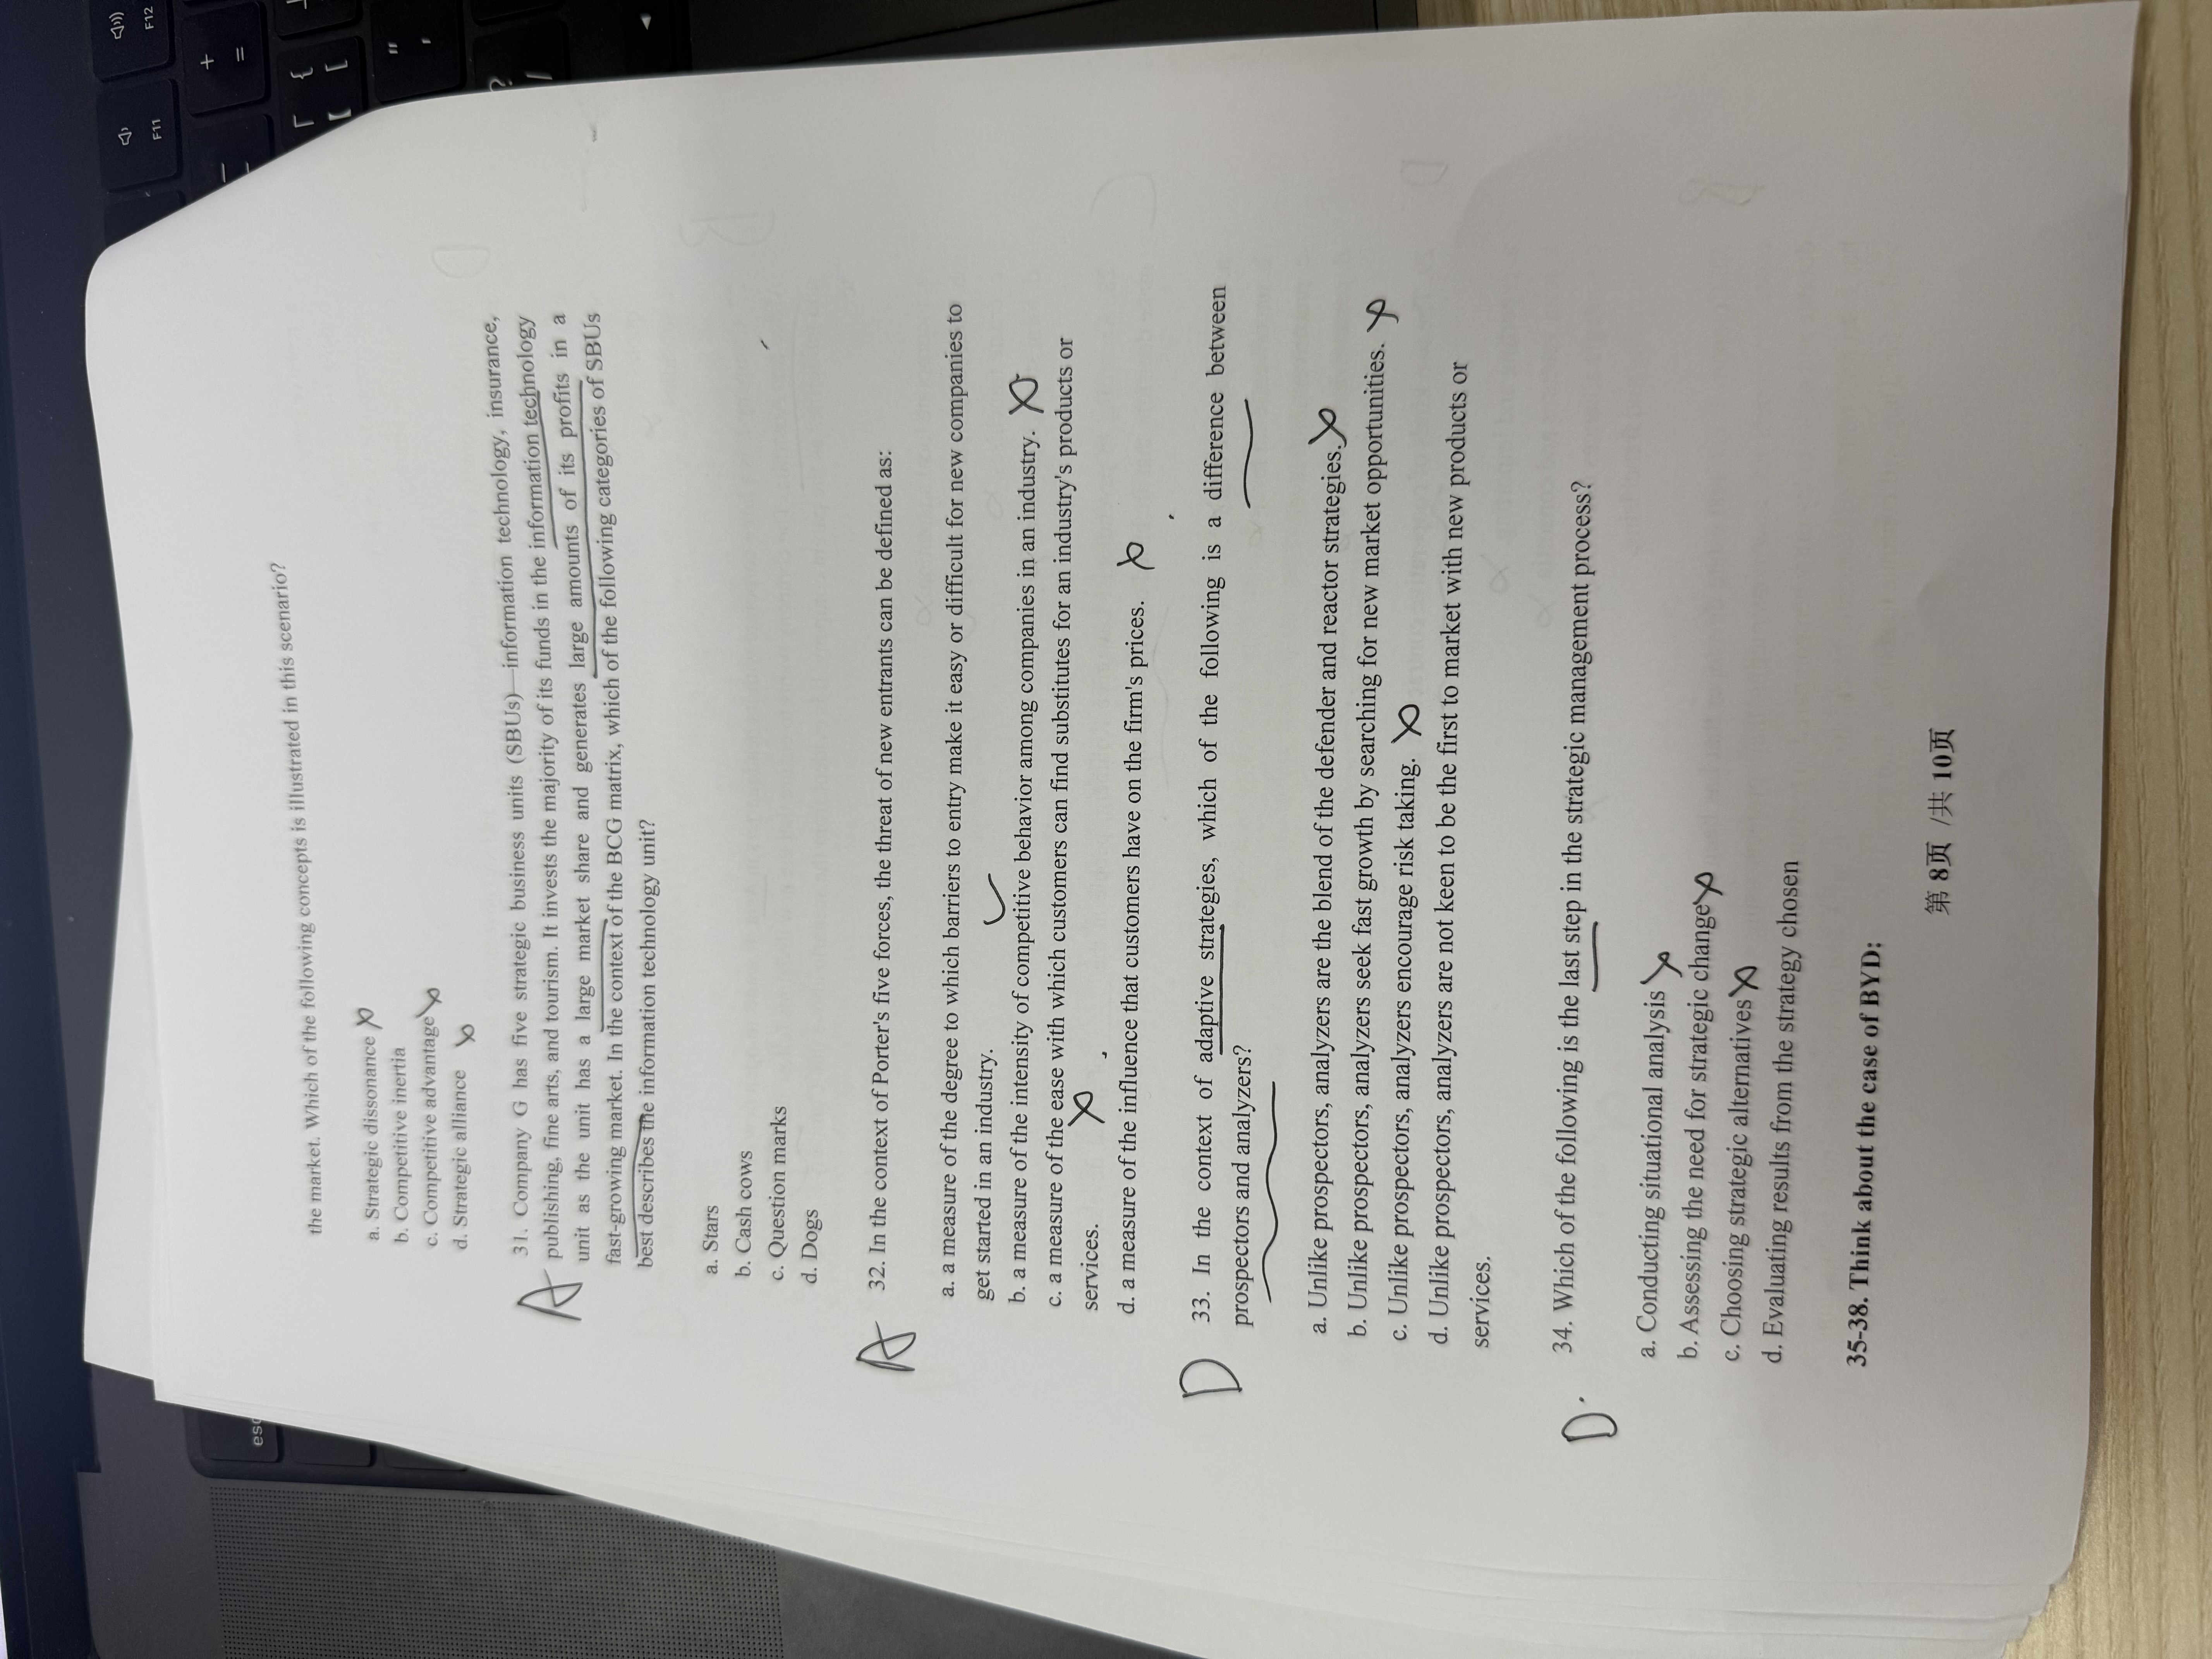 F11
F12
esc
+
=
the market. Which of the following concepts is illustrated in this scenario?
a. Strategic dissonance
b. Competitive inertia
c. Competitive advantage
d. Strategic alliance
A
31. Company G has five strategic business units (SBUs)—information technology, insurance,
publishing, fine arts, and tourism. It invests the majority of its funds in the information technology
unit as the unit has a large market share and generates large amounts of its profits in a
fast-growing market. In the context of the BCG matrix, which of the following categories of SBUs
best describes the information technology unit?
a. Stars
b. Cash cows
c. Question marks
d. Dogs
A
32. In the context of Porter's five forces, the threat of new entrants can be defined as:
a. a measure of the degree to which barriers to entry make it easy or difficult for new companies to
get started in an industry.
b. a measure of the intensity of competitive behavior among companies in an industry.
c. a measure of the ease with which customers can find substitutes for an industry's products or
services.
d. a measure of the influence that customers have on the firm's prices.
D
33. In the context of adaptive strategies, which of the following is a difference between
prospectors and analyzers?
a. Unlike prospectors, analyzers are the blend of the defender and reactor strategies.
b. Unlike prospectors, analyzers seek fast growth by searching for new market opportunities.
c. Unlike prospectors, analyzers encourage risk taking.
d. Unlike prospectors, analyzers are not keen to be the first to market with new products or
services.
D.
34. Which of the following is the last step in the strategic management process?
a. Conducting situational analysis
b. Assessing the need for strategic change
c. Choosing strategic alternatives
d. Evaluating results from the strategy chosen
35-38. Think about the case of BYD:
第 8页 /共 10页